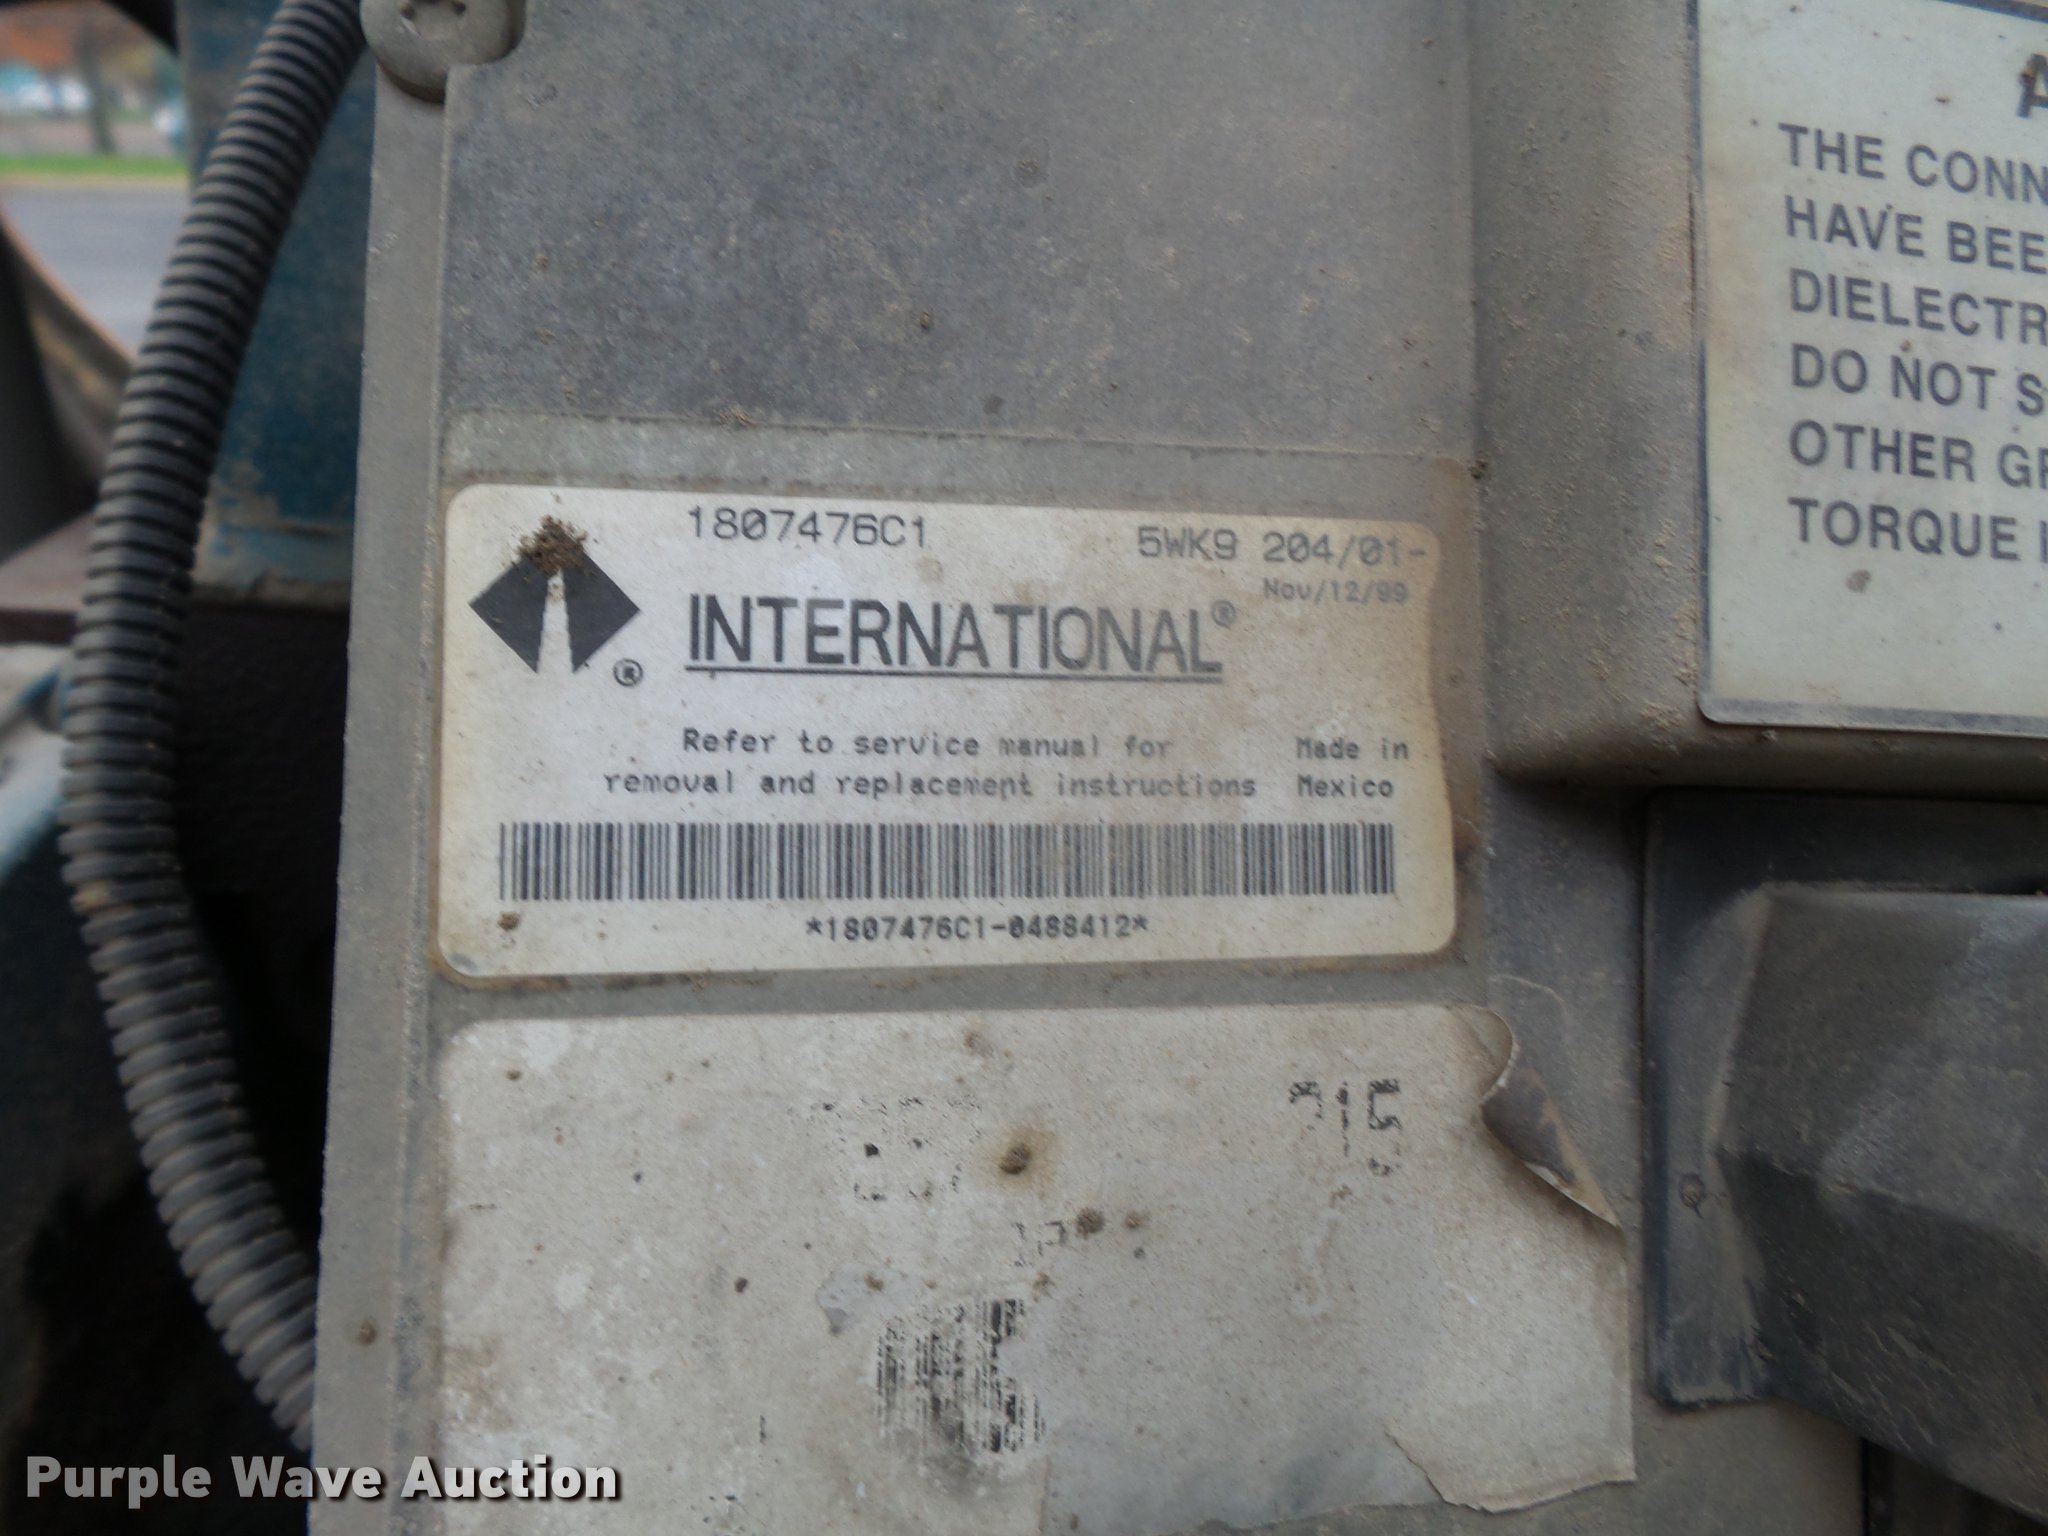 1807476C1 5WK9 204/01-
Nov/12/99
INTERNATIONAL®
®
Refer to service manual for Made in
removal and replacement instructions Mexico
*1807476C1-0488412*
THE CONN
HAVE BEE
DIELECTR
DO NOT S
OTHER GR
TORQUE
Purple Wave Auction